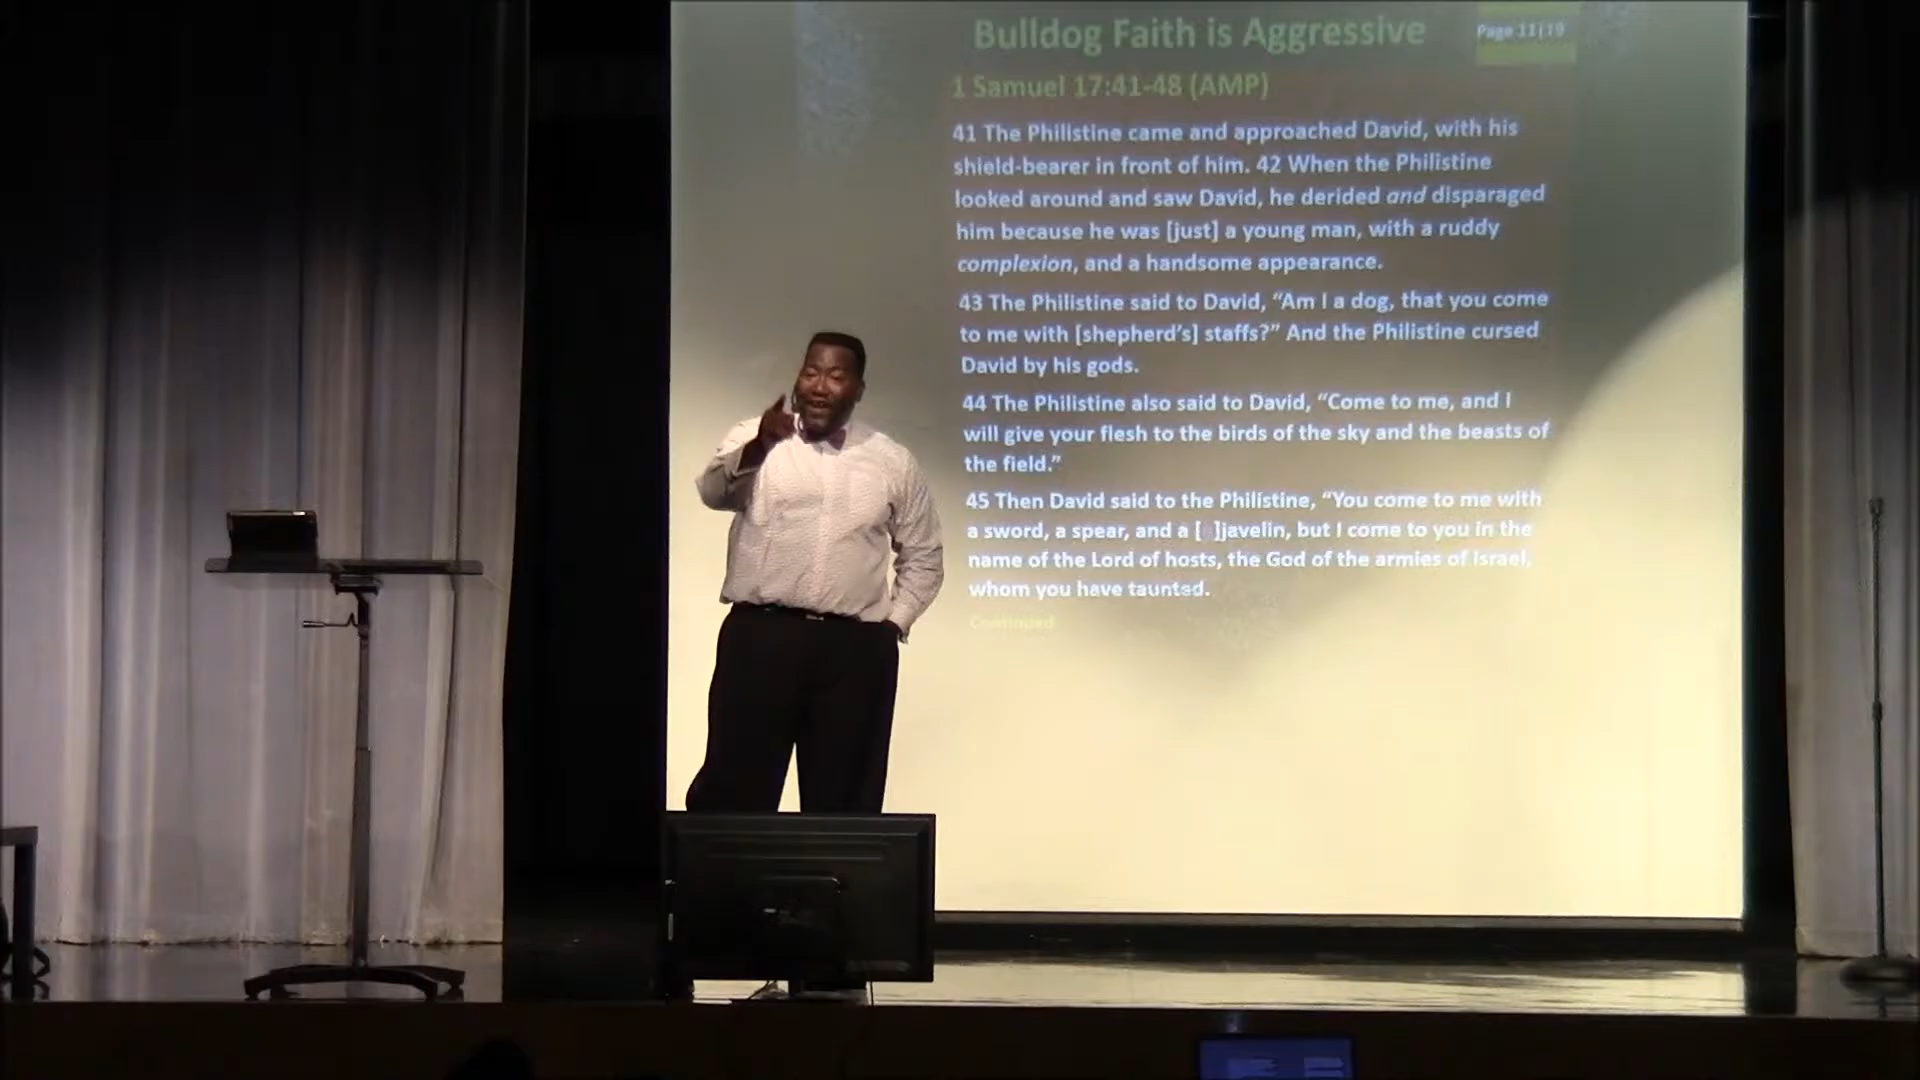 Bulldog Faith is Aggressive
Page 11|19
1 Samuel 17:41-48 (AMP)
41 The Philistine came and approached David, with his
shield-bearer in front of him. 42 When the Philistine
looked around and saw David, he derided and disparaged
him because he was [just] a young man, with a ruddy
complexion, and a handsome appearance.
43 The Philistine said to David, “Am I a dog, that you come
to me with [shepherd’s] staffs?” And the Philistine cursed
David by his gods.
44 The Philistine also said to David, “Come to me, and I
will give your flesh to the birds of the sky and the beasts of
the field.”
45 Then David said to the Philistine, “You come to me with
a sword, a spear, and a [ ]javelin, but I come to you in the
name of the Lord of hosts, the God of the armies of Israel,
whom you have taunted.
Continued